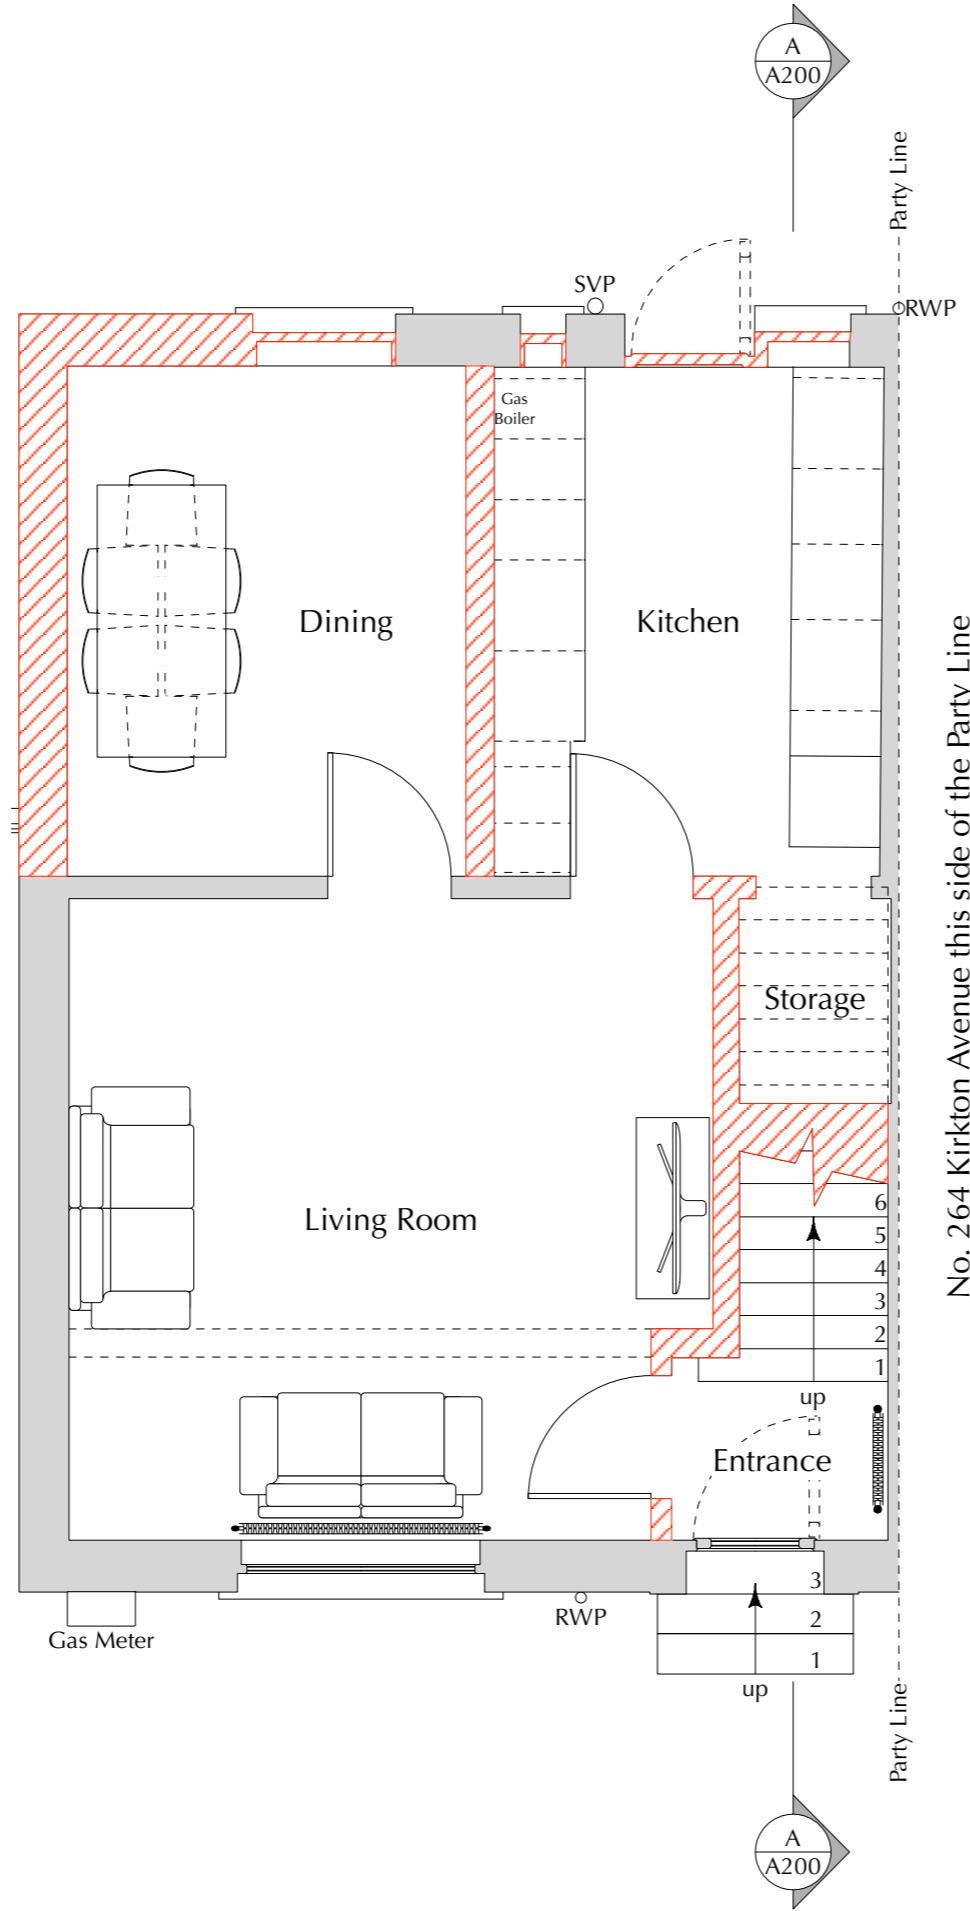 A
A200
Party Line
SVP
RWP
Gas
Boiler
Dining
Kitchen
No. 264 Kirkton Avenue this side of the Party Line
Storage
Living Room
6
5
4
3
2
1
up
Entrance
3
2
1
up
RWP
Gas Meter
Party Line
A
A200